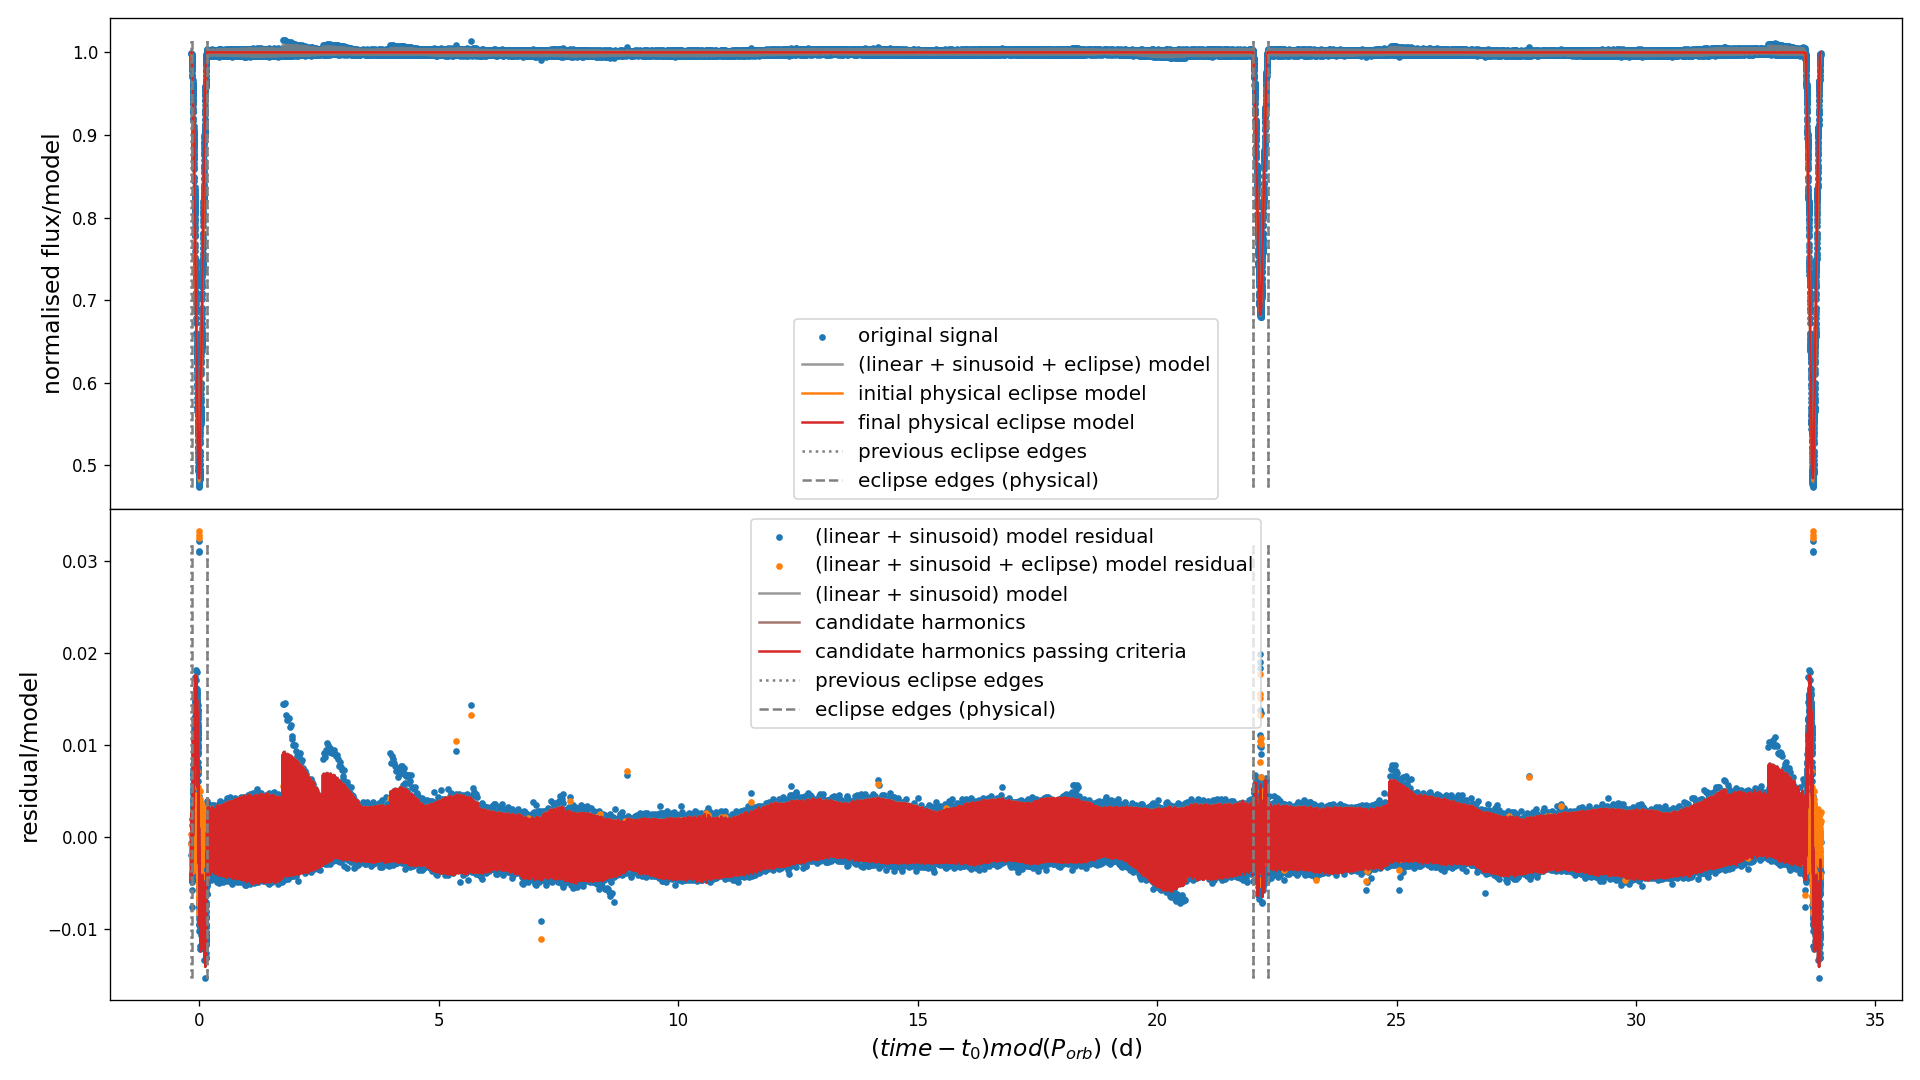 normalised flux/model
1.0
0.9
0.8
0.7
0.6
0.5
original signal
(linear + sinusoid + eclipse) model
initial physical eclipse model
final physical eclipse model
previous eclipse edges
eclipse edges (physical)
residual/model
0.03
0.02
0.01
0.00
−0.01
(linear + sinusoid) model residual
(linear + sinusoid + eclipse) model residual
(linear + sinusoid) model
candidate harmonics
candidate harmonics passing criteria
previous eclipse edges
eclipse edges (physical)
0 5 10 15 20 25 30 35
(time − t₀)mod(P_orb) (d)